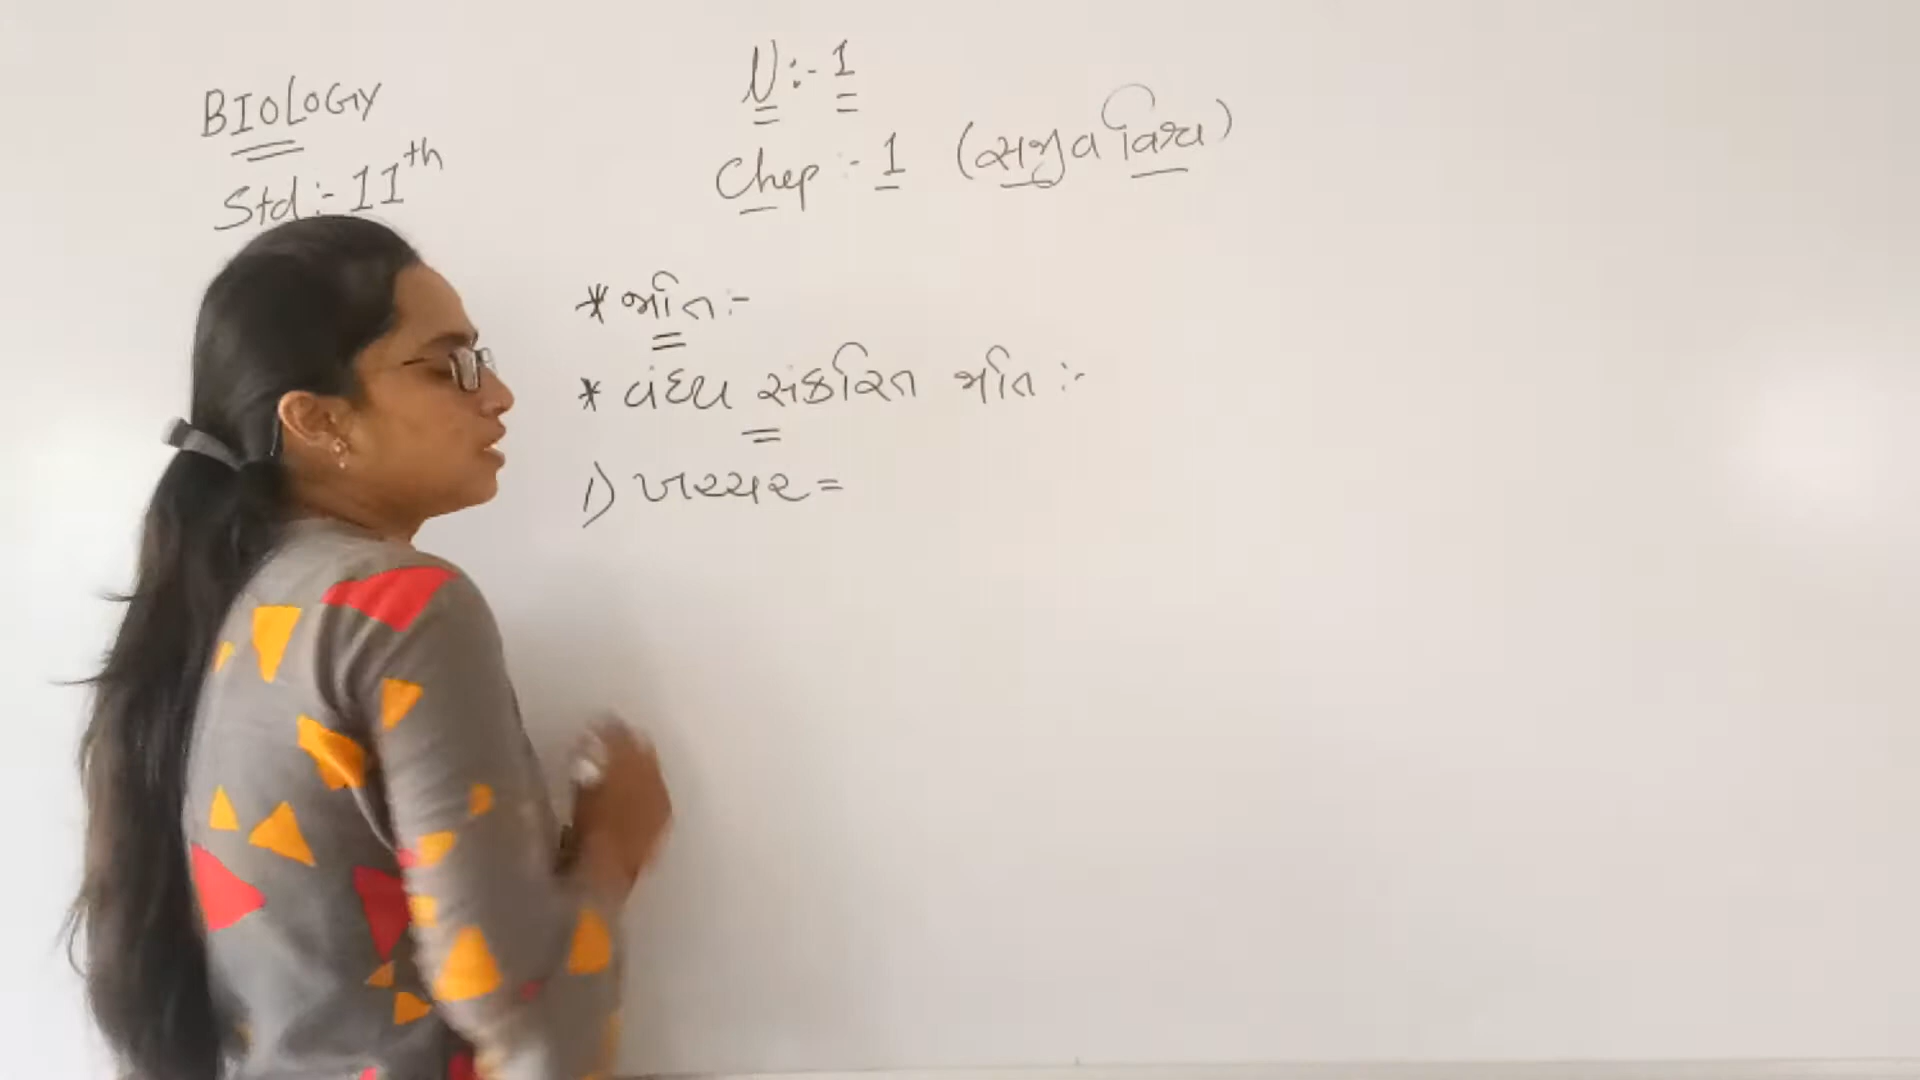 BIOLOGY
Std :- 11th
U :- 1
Chep :- 1 (સજીવ વિશ્વ)
* જાતિ :-
* વંધ્ય સંકરિત જાતિ :-
1) ખચ્ચર =